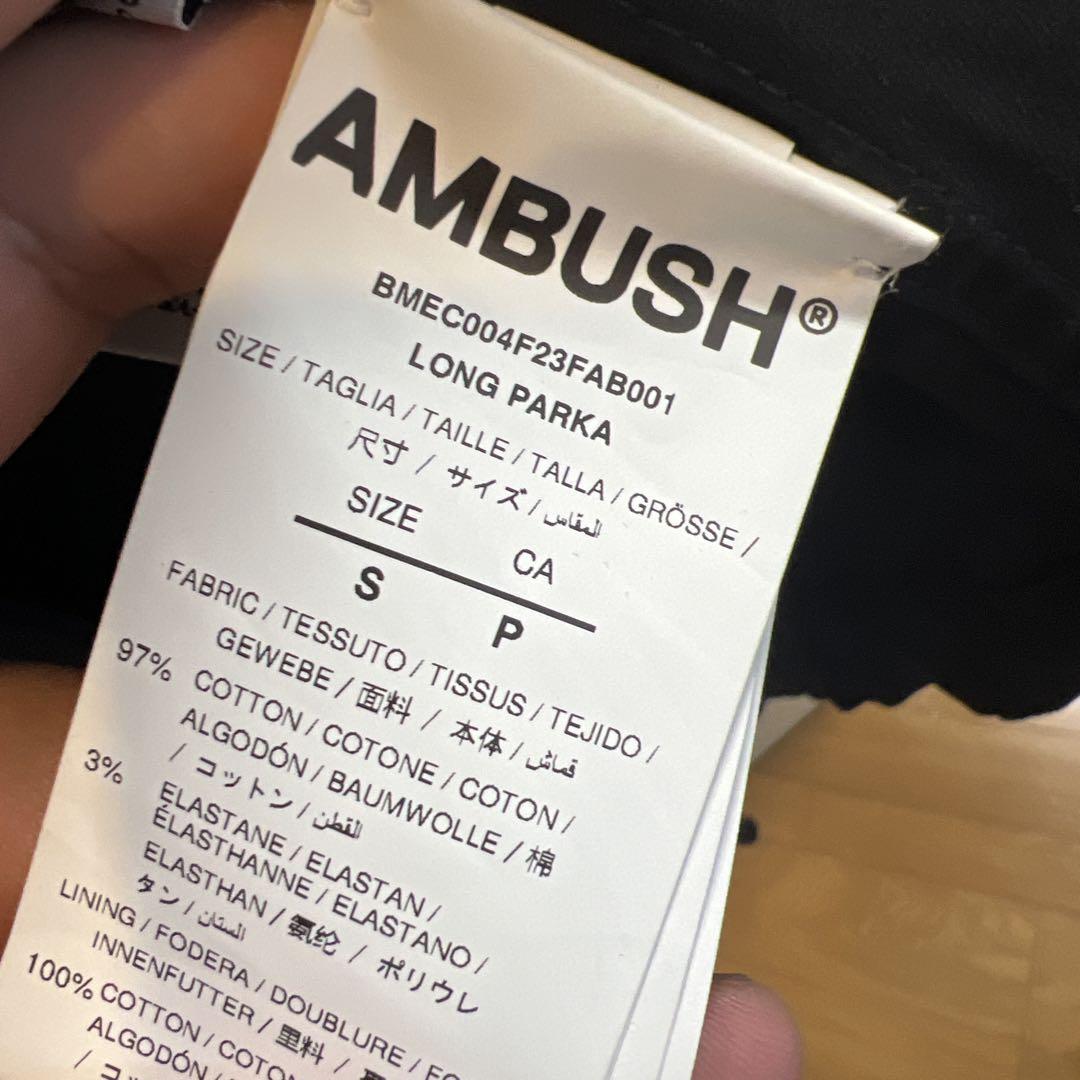 AMBUSH®
BMEC004F23FAB001
LONG PARKA
SIZE / TAGLIA / TAILLE / TALLA / GRÖSSE /
尺寸 / サイズ / المقاس
SIZE CA
S P
FABRIC / TESSUTO / TISSUS / TEJIDO /
GEWEBE / 面料 / 本体 / قماش
97% COTTON / COTONE / COTON /
ALGODÓN / BAUMWOLLE / 棉
/ コットン / القطن
3% ELASTANE / ELASTAN /
ÉLASTHANNE / ELASTANO /
ELASTHAN / 氨纶 / ポリウレ
タン / الستان
LINING / FODERA / DOUBLURE /
INNENFUTTER / 里料 /
100% COTTON /
ALGODÓN /